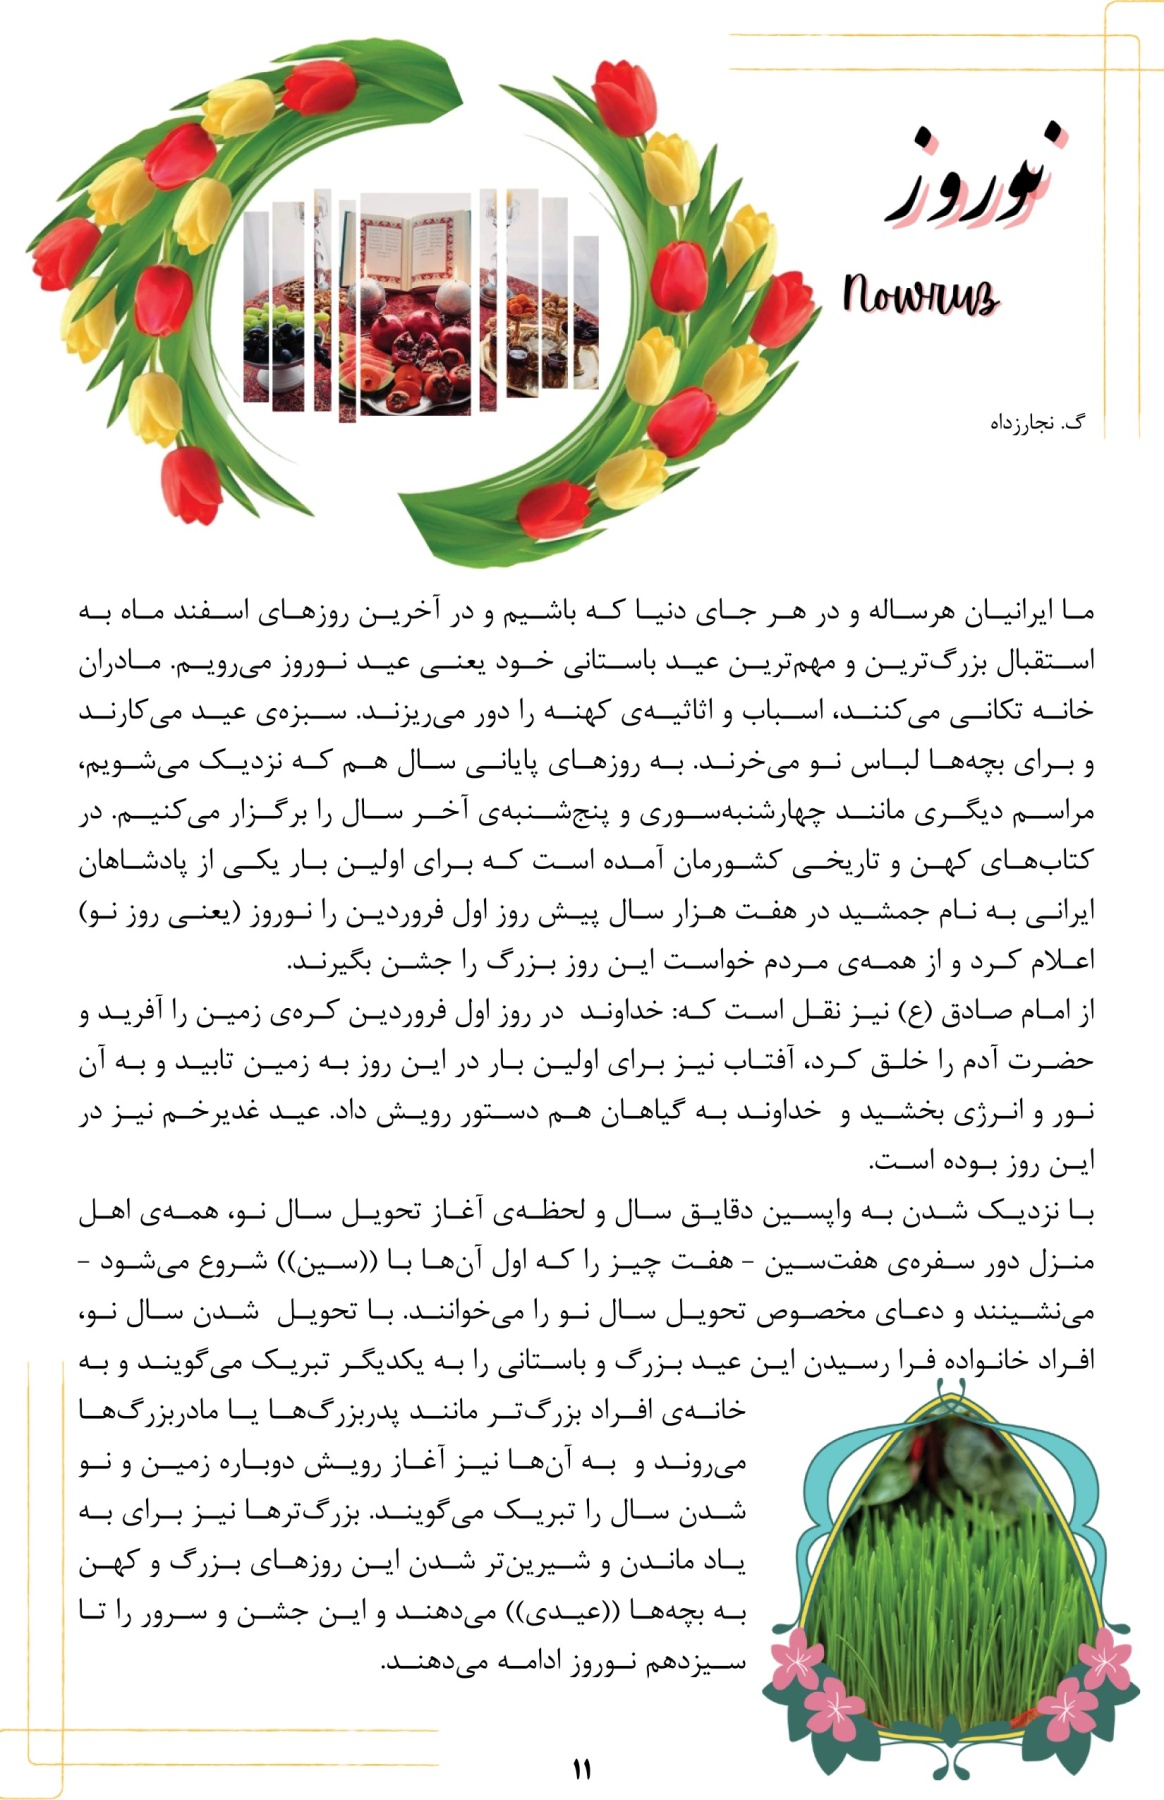 نوروز
Nowruz
گ. نجارزداه
ما ایرانیان هرساله و در هر جای دنیا که باشیم و در آخرین روزهای اسفند ماه به
استقبال بزرگ‌ترین و مهم‌ترین عید باستانی خود یعنی عید نوروز می‌رویم. مادران
خانه تکانی می‌کنند، اسباب و اثاثیه‌ی کهنه را دور می‌ریزند. سبزه‌ی عید می‌کارند
و برای بچه‌ها لباس نو می‌خرند. به روزهای پایانی سال هم که نزدیک می‌شویم،
مراسم دیگری مانند چهارشنبه‌سوری و پنج‌شنبه‌ی آخر سال را برگزار می‌کنیم. در
کتاب‌های کهن و تاریخی کشورمان آمده است که برای اولین بار یکی از پادشاهان
ایرانی به نام جمشید در هفت هزار سال پیش روز اول فروردین را نوروز (یعنی روز نو)
اعلام کرد و از همه‌ی مردم خواست این روز بزرگ را جشن بگیرند.
از امام صادق (ع) نیز نقل است که: خداوند در روز اول فروردین کره‌ی زمین را آفرید و
حضرت آدم را خلق کرد، آفتاب نیز برای اولین بار در این روز به زمین تابید و به آن
نور و انرژی بخشید و خداوند به گیاهان هم دستور رویش داد. عید غدیرخم نیز در
این روز بوده است.
با نزدیک شدن به واپسین دقایق سال و لحظه‌ی آغاز تحویل سال نو، همه‌ی اهل
منزل دور سفره‌ی هفت‌سین - هفت چیز را که اول آن‌ها با ((سین)) شروع می‌شود -
می‌نشینند و دعای مخصوص تحویل سال نو را می‌خوانند. با تحویل شدن سال نو،
افراد خانواده فرا رسیدن این عید بزرگ و باستانی را به یکدیگر تبریک می‌گویند و به
خانه‌ی افراد بزرگ‌تر مانند پدربزرگ‌ها یا مادربزرگ‌ها
می‌روند و به آن‌ها نیز آغاز رویش دوباره زمین و نو
شدن سال را تبریک می‌گویند. بزرگ‌ترها نیز برای به
یاد ماندن و شیرین‌تر شدن این روزهای بزرگ و کهن
به بچه‌ها ((عیدی)) می‌دهند و این جشن و سرور را تا
سیزدهم نوروز ادامه می‌دهند.
۱۱